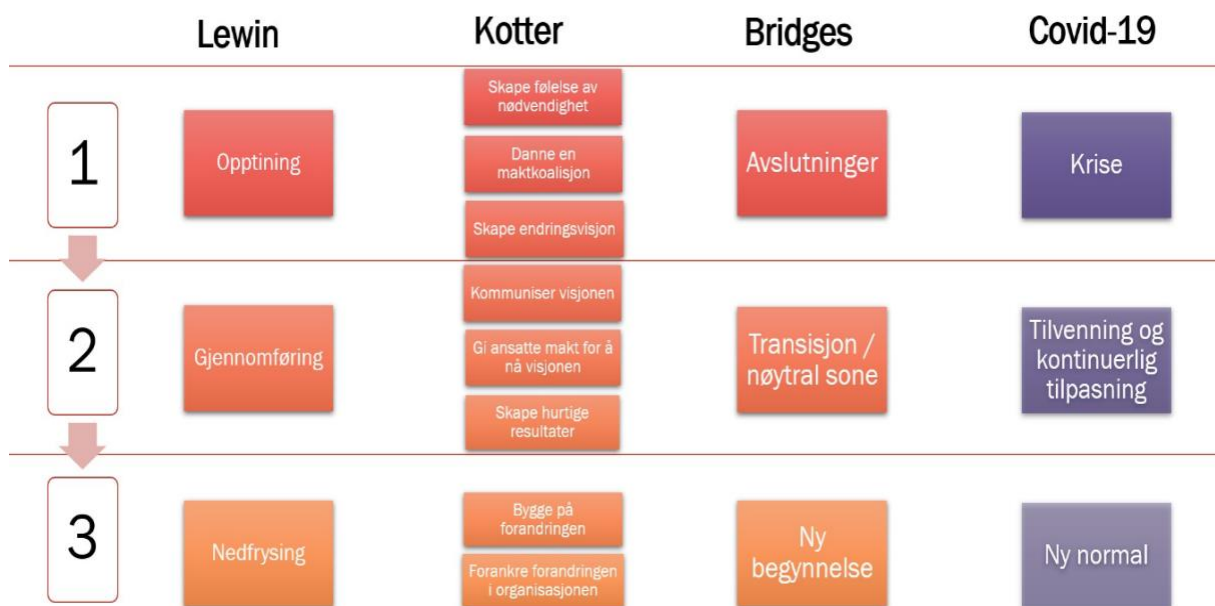 Lewin
Kotter
Bridges
Covid-19
1
Opptining
Skape følelse av
nødvendighet
Danne en
maktkoalisjon
Skape endringsvisjon
Avslutninger
Krise
2
Gjennomføring
Kommuniser visjonen
Gi ansatte makt for å
nå visjonen
Skape hurtige
resultater
Transisjon /
nøytral sone
Tilvenning og
kontinuerlig
tilpasning
3
Nedfrysing
Bygge på
forandringen
Forankre forandringen
i organisasjonen
Ny
begynnelse
Ny normal